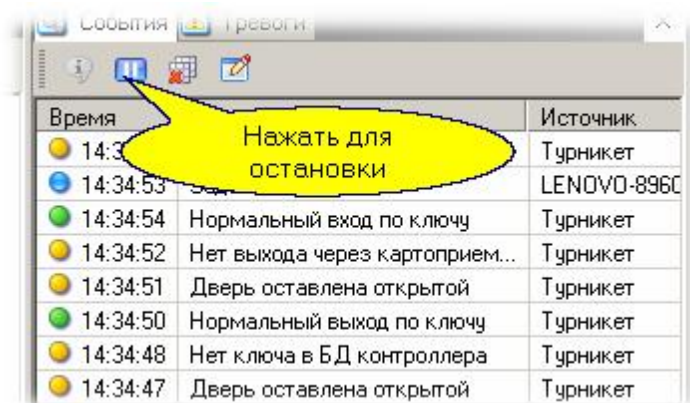 События Тревоги
Время Источник
Нажать для
остановки
14:3 Турникет
14:34:53 LENOVO-896C
14:34:54 Нормальный вход по ключу Турникет
14:34:52 Нет выхода через картоприем... Турникет
14:34:51 Дверь оставлена открытой Турникет
14:34:50 Нормальный выход по ключу Турникет
14:34:48 Нет ключа в БД контроллера Турникет
14:34:47 Дверь оставлена открытой Турникет